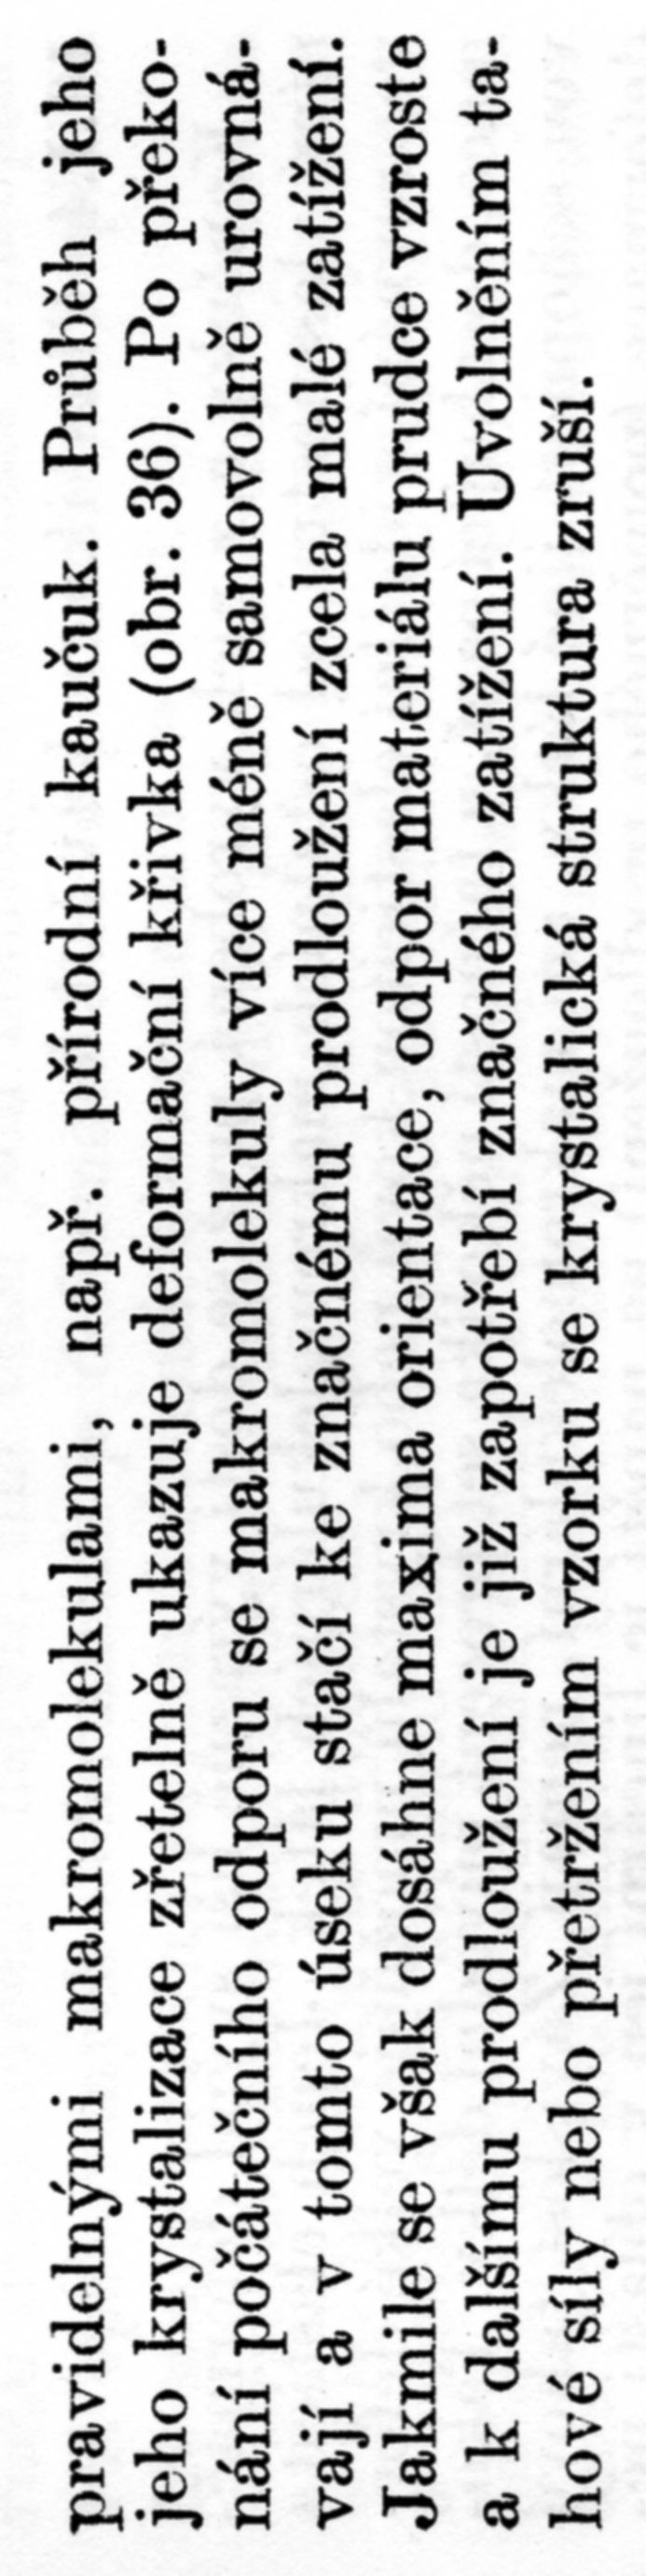 pravidelnými makromolekulami, např. přírodní kaučuk. Průběh jeho
jeho krystalizace zřetelně ukazuje deformační křivka (obr. 36). Po překo-
nání počátečního odporu se makromolekuly více méně samovolně urovná-
vají a v tomto úseku stačí ke značnému prodloužení zcela malé zatížení.
Jakmile se však dosáhne maxima orientace, odpor materiálu prudce vzroste
a k dalšímu prodloužení je již zapotřebí značného zatížení. Uvolněním ta-
hové síly nebo přetržením vzorku se krystalická struktura zruší.